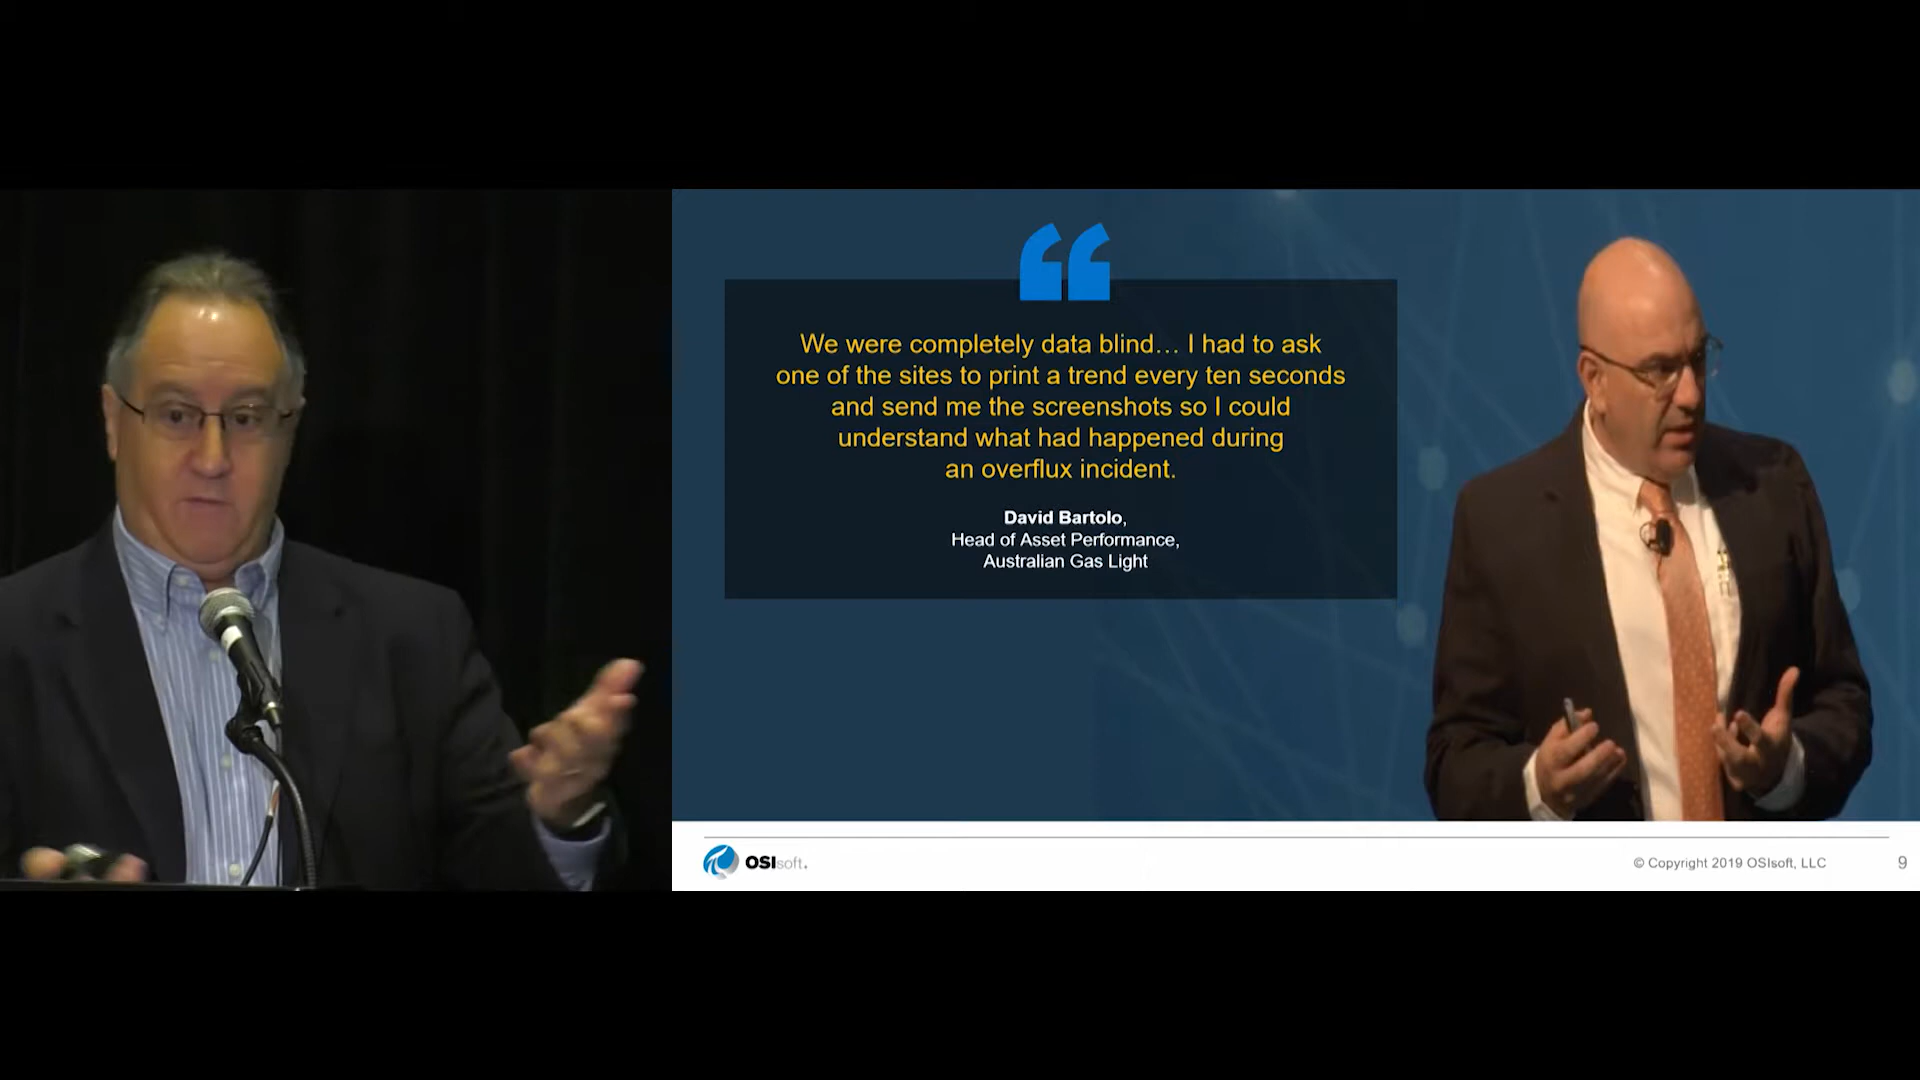 We were completely data blind... I had to ask
one of the sites to print a trend every ten seconds
and send me the screenshots so I could
understand what had happened during
an overflux incident.
David Bartolo,
Head of Asset Performance,
Australian Gas Light
OSIsoft.
© Copyright 2019 OSIsoft, LLC
9